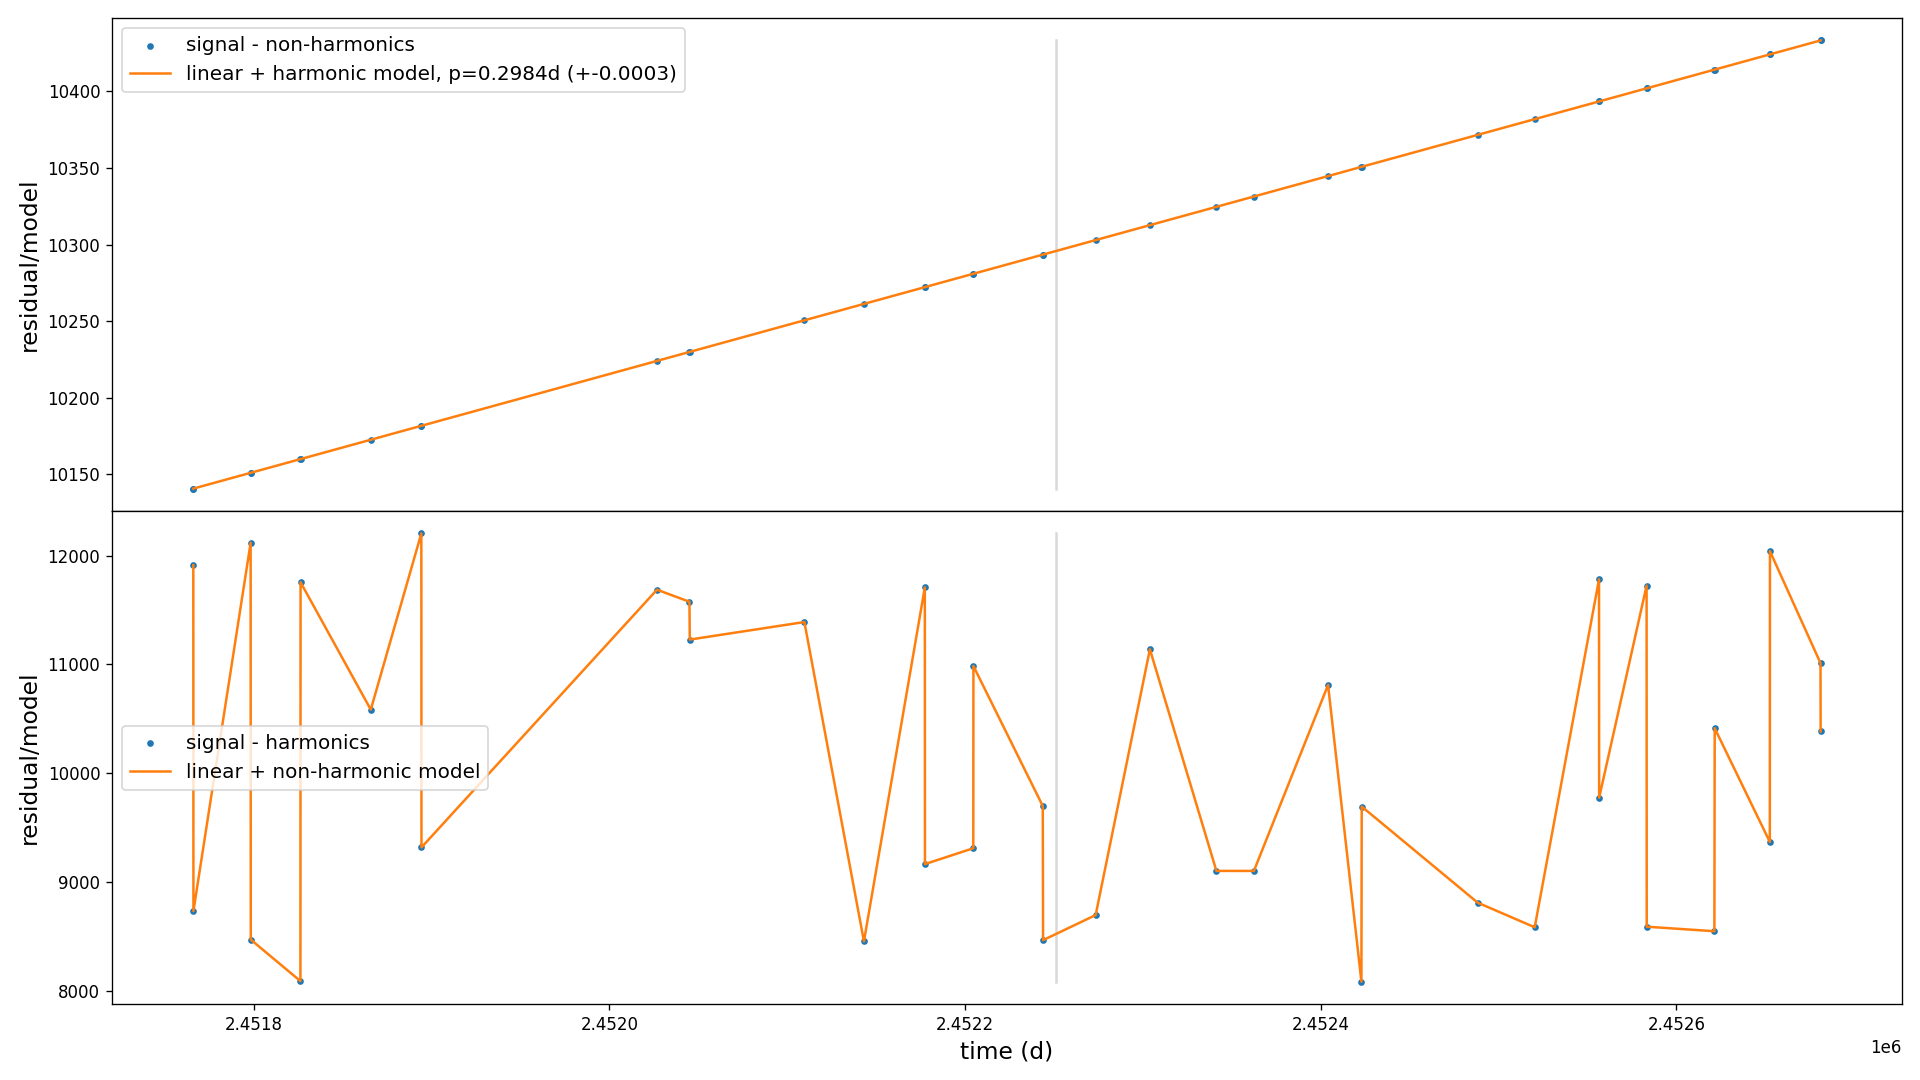 signal - non-harmonics
linear + harmonic model, p=0.2984d (+-0.0003)
10400
10350
10300
10250
10200
10150
residual/model
12000
11000
10000
9000
8000
residual/model
signal - harmonics
linear + non-harmonic model
2.4518 2.4520 2.4522 2.4524 2.4526
1e6
time (d)